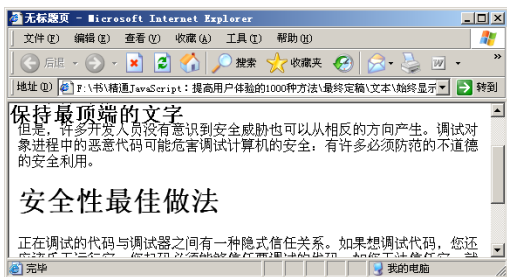 无标题页 - Microsoft Internet Explorer
文件(F) 编辑(E) 查看(V) 收藏(A) 工具(T) 帮助(H)
后退 搜索 收藏夹
地址(D) F:\书\精通JavaScript：提高用户体验的1000种方法\最终定稿\文本\始终显示 转到
保持最顶端的文字
但是，许多开发人员没有意识到安全威胁也可以从相反的方向产生。调试对
象进程中的恶意代码可能危害调试计算机的安全：有许多必须防范的不道德
的安全利用。
安全性最佳做法
正在调试的代码与调试器之间有一种隐式信任关系。如果想调试代码，您还
完毕 我的电脑